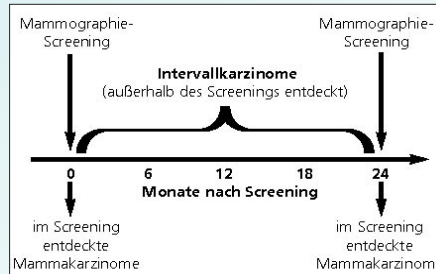 Mammographie-
Screening
Mammographie-
Screening
Intervallkarzinome
(außerhalb des Screenings entdeckt)
0 6 12 18 24
Monate nach Screening
im Screening
entdeckte
Mammakarzinome
im Screening
entdeckte
Mammakarzinom